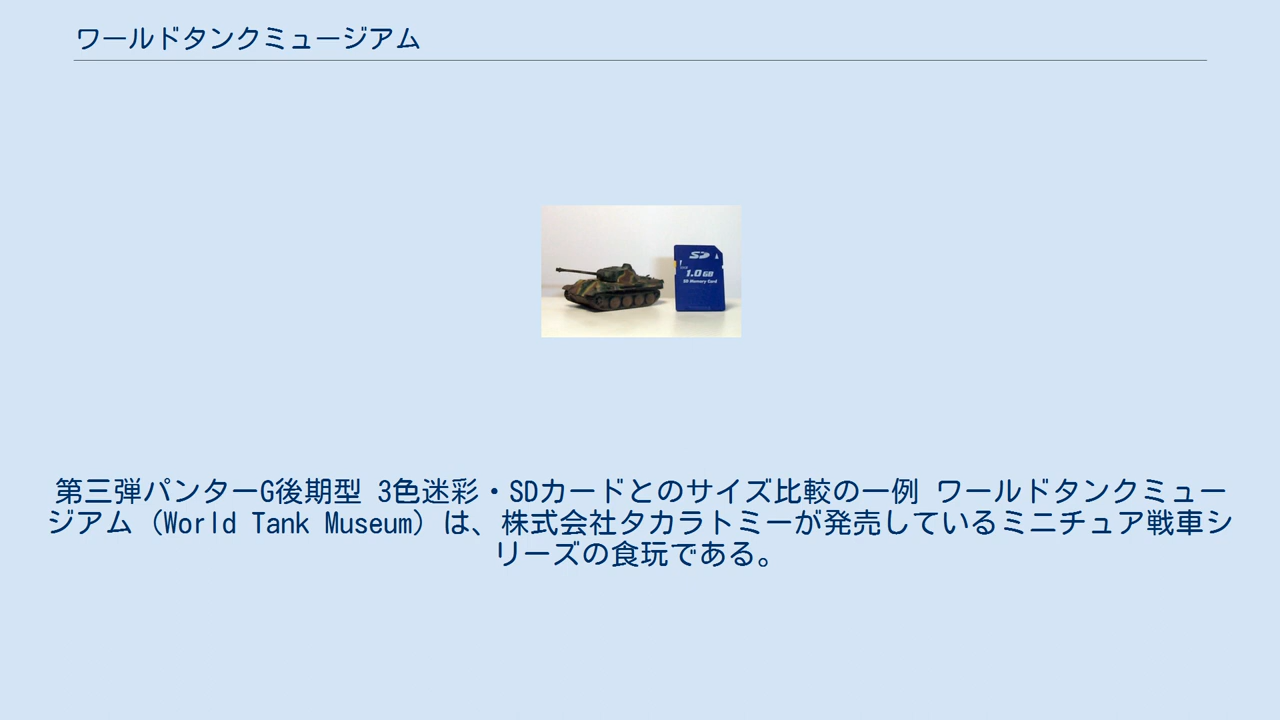 ワールドタンクミュージアム
SD
1.0 GB
SD Memory Card
第三弾パンターG後期型 3色迷彩・SDカードとのサイズ比較の一例 ワールドタンクミュー
ジアム (World Tank Museum) は、株式会社タカラトミーが発売しているミニチュア戦車シ
リーズの食玩である。